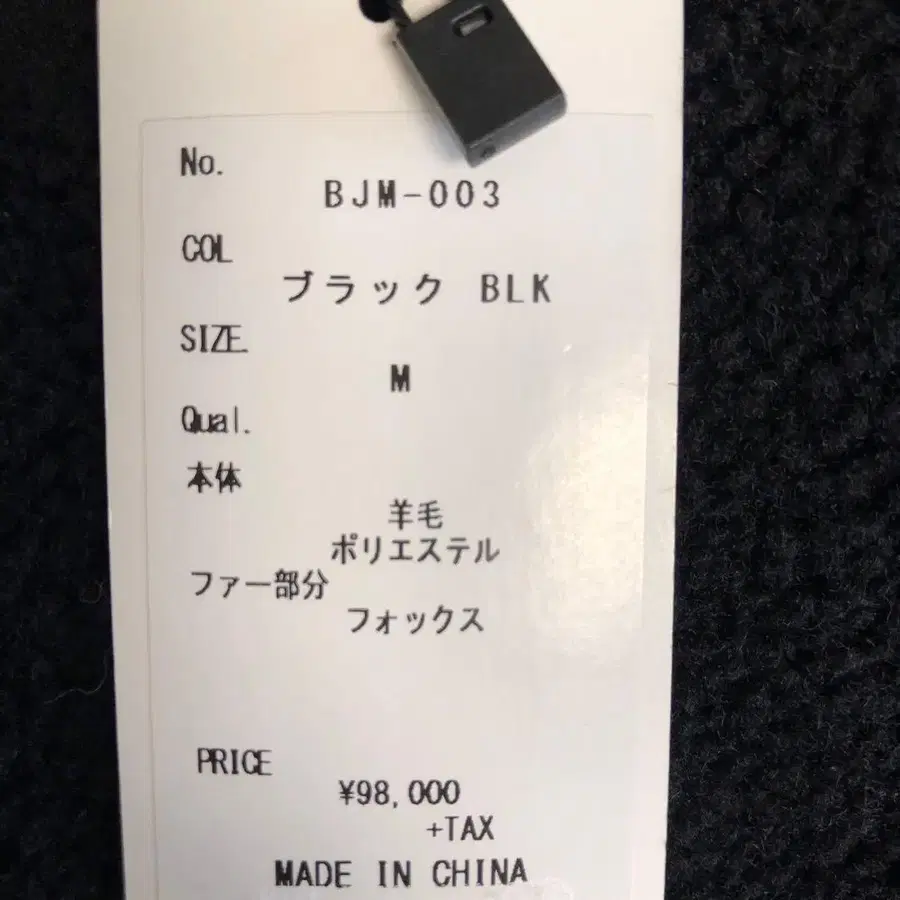 No.
BJM-003
COL
ブラック BLK
SIZE.
M
Qual.
本体
羊毛
ポリエステル
ファー部分
フォックス
PRICE
¥98,000
+TAX
MADE IN CHINA